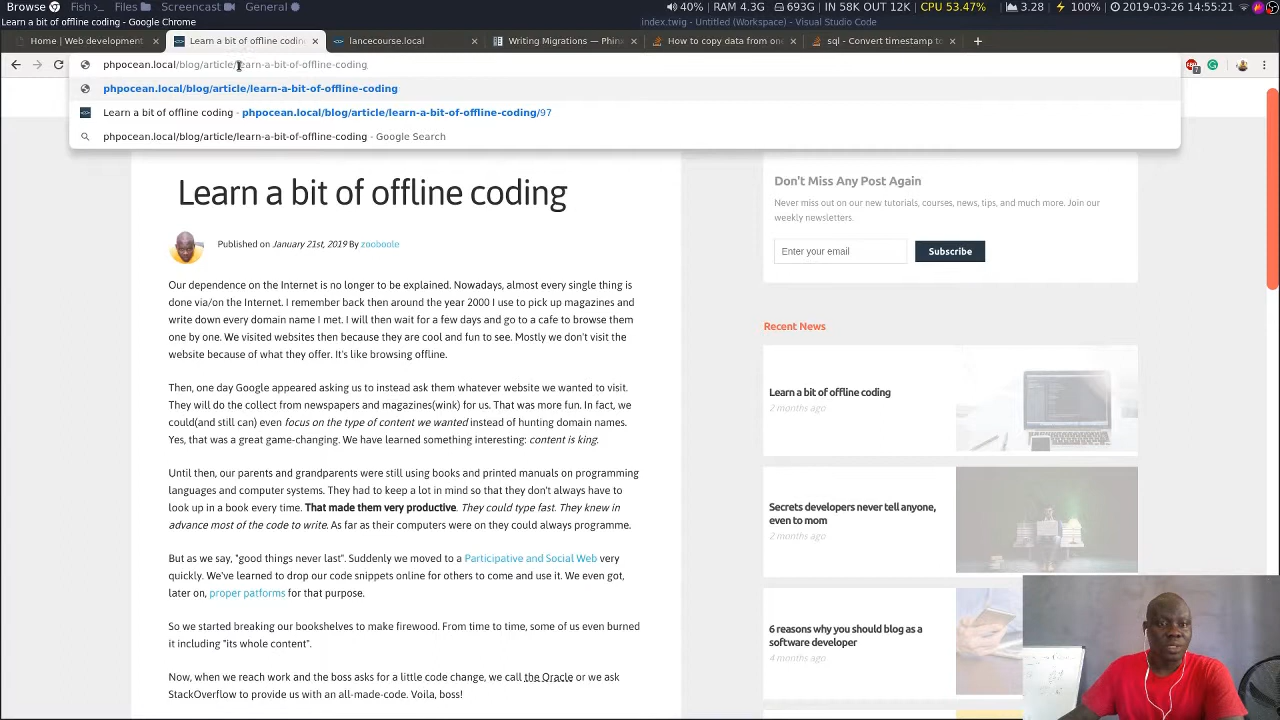 Browse
Fish
Files
Screencast
General
40%
RAM 4.3G
693G
IN 58K OUT 12K
CPU 53.47%
3.28
100%
2019-03-26 14:55:21
Learn a bit of offline coding - Google Chrome
index.twig - Untitled (Workspace) - Visual Studio Code
Home | Web development
Learn a bit of offline codin
lancecourse.local
Writing Migrations — Phin
How to copy data from on
sql - Convert timestamp to
phpocean.local/blog/article/learn-a-bit-of-offline-coding
phpocean.local/blog/article/learn-a-bit-of-offline-coding
Learn a bit of offline coding - phpocean.local/blog/article/learn-a-bit-of-offline-coding/97
phpocean.local/blog/article/learn-a-bit-of-offline-coding - Google Search
Learn a bit of offline coding
Published on January 21st, 2019 By zooboole
Our dependence on the Internet is no longer to be explained. Nowadays, almost every single thing is
done via/on the Internet. I remember back then around the year 2000 I use to pick up magazines and
write down every domain name I met. I will then wait for a few days and go to a cafe to browse them
one by one. We visited websites then because they are cool and fun to see. Mostly we don't visit the
website because of what they offer. It's like browsing offline.
Then, one day Google appeared asking us to instead ask them whatever website we wanted to visit.
They will do the collect from newspapers and magazines(wink) for us. That was more fun. In fact, we
could(and still can) even focus on the type of content we wanted instead of hunting domain names.
Yes, that was a great game-changing. We have learned something interesting: content is king.
Until then, our parents and grandparents were still using books and printed manuals on programming
languages and computer systems. They had to keep a lot in mind so that they don't always have to
look up in a book every time. That made them very productive. They could type fast. They knew in
advance most of the code to write. As far as their computers were on they could always programme.
But as we say, "good things never last". Suddenly we moved to a Participative and Social Web very
quickly. We've learned to drop our code snippets online for others to come and use it. We even got,
later on, proper patforms for that purpose.
So we started breaking our bookshelves to make firewood. From time to time, some of us even burned
it including "its whole content".
Now, when we reach work and the boss asks for a little code change, we call the Oracle or we ask
StackOverflow to provide us with an all-made-code. Voila, boss!
Don't Miss Any Post Again
Never miss out on our new tutorials, courses, news, tips, and much more. Join our
weekly newsletters.
Enter your email
Subscribe
Recent News
Learn a bit of offline coding
2 months ago
Secrets developers never tell anyone,
even to mom
2 months ago
6 reasons why you should blog as a
software developer
4 months ago